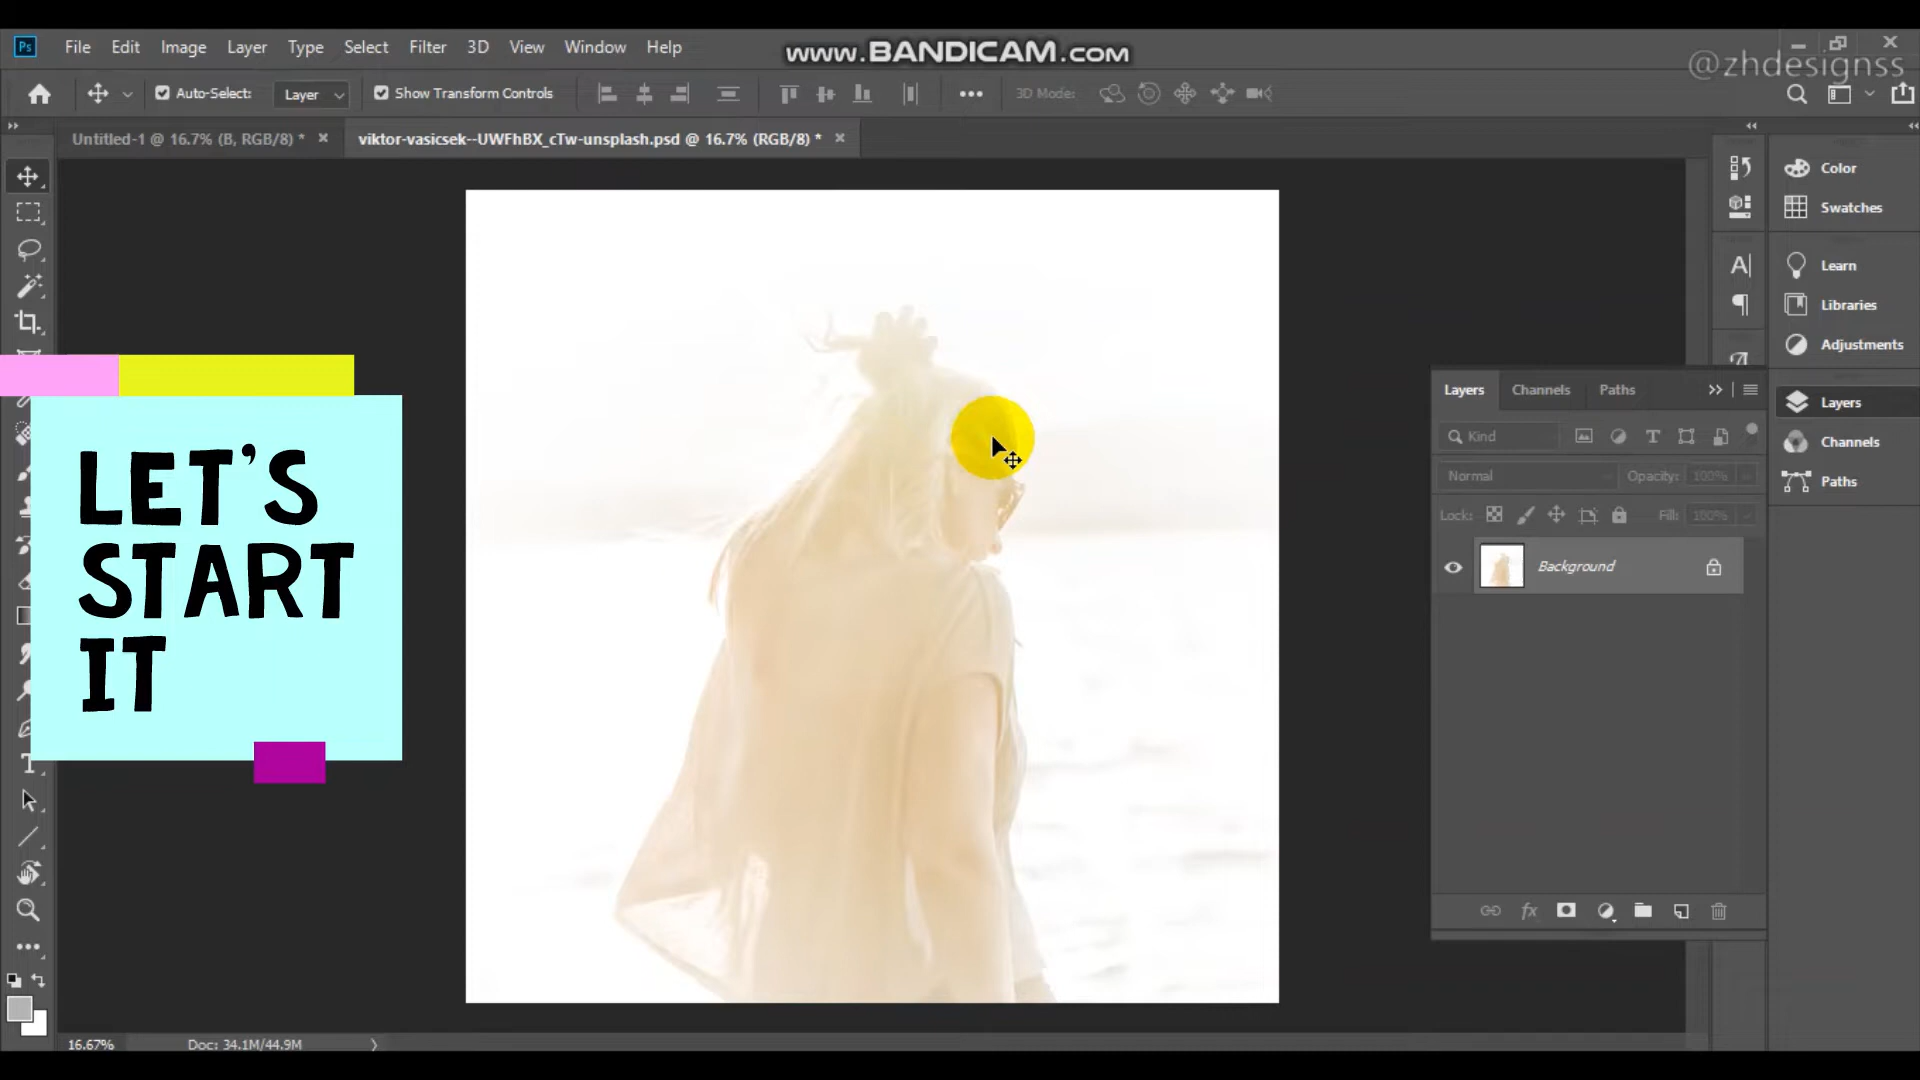 www.BANDICAM.com
@zhdesignss
Ps File Edit Image Layer Type Select Filter 3D View Window Help
Auto-Select: Layer Show Transform Controls 3D Mode:
Untitled-1 @ 16.7% (B, RGB/8) * viktor-vasicsek--UWFhBX_cTw-unsplash.psd @ 16.7% (RGB/8) *
Color
Swatches
Learn
Libraries
Adjustments
Layers
Channels
Paths
Layers Channels Paths
Kind
Normal Opacity: 100%
Lock: Fill: 100%
Background
fx
LET'S
START
IT
16.67% Doc: 34.1M/44.9M